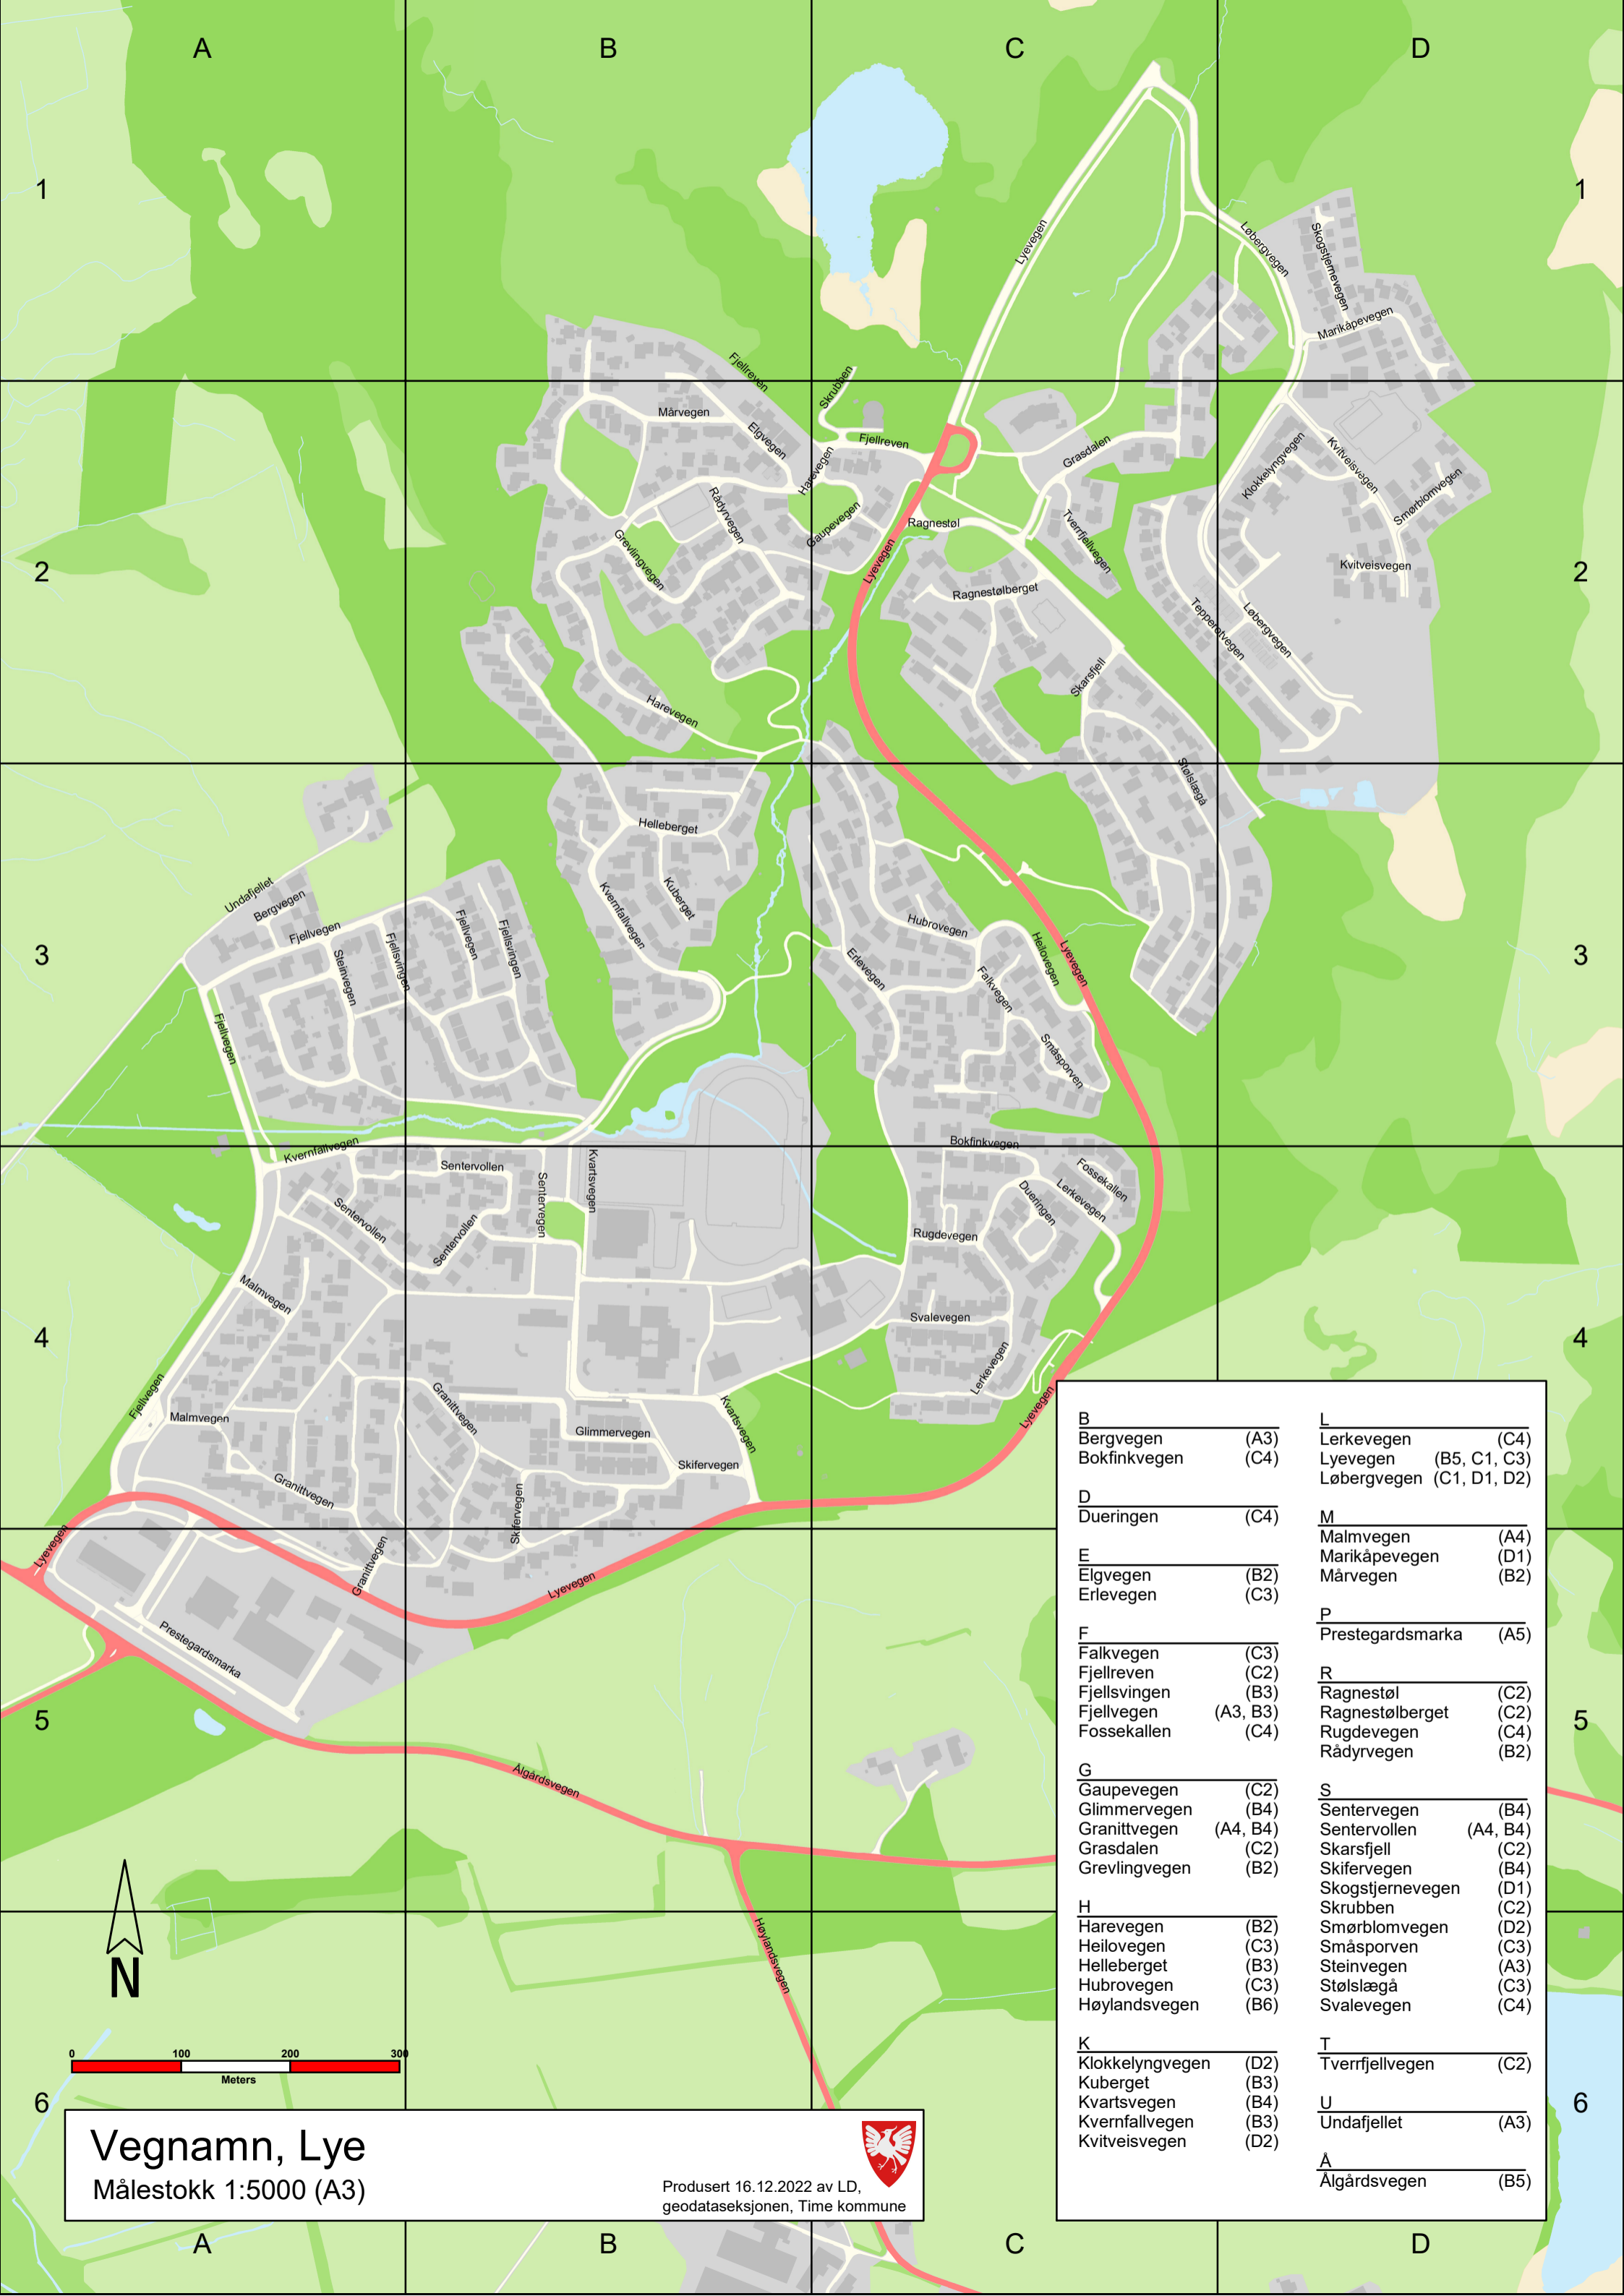 A
B
C
D
1
1
Lyevegen
Løbergvegen
Skogstjernevegen
Marikåpevegen
Fjellreven
Skrubben
Mårvegen
Elgvegen
Harevegen
Fjellreven
Grasdalen
Klokkelyngvegen
Kvitveisvegen
Smørblomvegen
Rådyrvegen
Gaupevegen
Ragnestøl
Tverrfjellvegen
Grevlingvegen
Lyevegen
Kvitveisvegen
2
2
Ragnestølberget
Tepperotvegen
Løbergvegen
Skarsfjell
Harevegen
Stølslægå
Helleberget
Undafjellet
Bergvegen
Kuberget
Kvernfallvegen
Fjellvegen
Fjellsvingen
Fjellvegen
Fjellsvingen
Steinvegen
Hubrovegen
Heilovegen
Lyevegen
3
3
Erlevegen
Falkvegen
Fjellvegen
Småsporven
Kvernfallvegen
Bokfinkvegen
Sentervollen
Sentervegen
Kvartsvegen
Fossekallen
Lerkevegen
Dueringen
Sentervollen
Sentervollen
Rugdevegen
Malmvegen
Svalevegen
4
4
Lerkevegen
Fjellvegen
Malmvegen
Granittvegen
Glimmervegen
Kvartsvegen
Lyevegen
Skifervegen
Granittvegen
Skifervegen
Lyevegen
Granittvegen
Lyevegen
Prestegardsmarka
5
5
Ålgårdsvegen
Høylandsvegen
B
Bergvegen (A3)
Bokfinkvegen (C4)
D
Dueringen (C4)
E
Elgvegen (B2)
Erlevegen (C3)
F
Falkvegen (C3)
Fjellreven (C2)
Fjellsvingen (B3)
Fjellvegen (A3, B3)
Fossekallen (C4)
G
Gaupevegen (C2)
Glimmervegen (B4)
Granittvegen (A4, B4)
Grasdalen (C2)
Grevlingvegen (B2)
H
Harevegen (B2)
Heilovegen (C3)
Helleberget (B3)
Hubrovegen (C3)
Høylandsvegen (B6)
K
Klokkelyngvegen (D2)
Kuberget (B3)
Kvartsvegen (B4)
Kvernfallvegen (B3)
Kvitveisvegen (D2)
L
Lerkevegen (C4)
Lyevegen (B5, C1, C3)
Løbergvegen (C1, D1, D2)
M
Malmvegen (A4)
Marikåpevegen (D1)
Mårvegen (B2)
P
Prestegardsmarka (A5)
R
Ragnestøl (C2)
Ragnestølberget (C2)
Rugdevegen (C4)
Rådyrvegen (B2)
S
Sentervegen (B4)
Sentervollen (A4, B4)
Skarsfjell (C2)
Skifervegen (B4)
Skogstjernevegen (D1)
Skrubben (C2)
Smørblomvegen (D2)
Småsporven (C3)
Steinvegen (A3)
Stølslægå (C3)
Svalevegen (C4)
T
Tverrfjellvegen (C2)
U
Undafjellet (A3)
Å
Ålgårdsvegen (B5)
N
0 100 200 300
Meters
6
6
Vegnamn, Lye
Målestokk 1:5000 (A3)
Produsert 16.12.2022 av LD,
geodataseksjonen, Time kommune
A
B
C
D